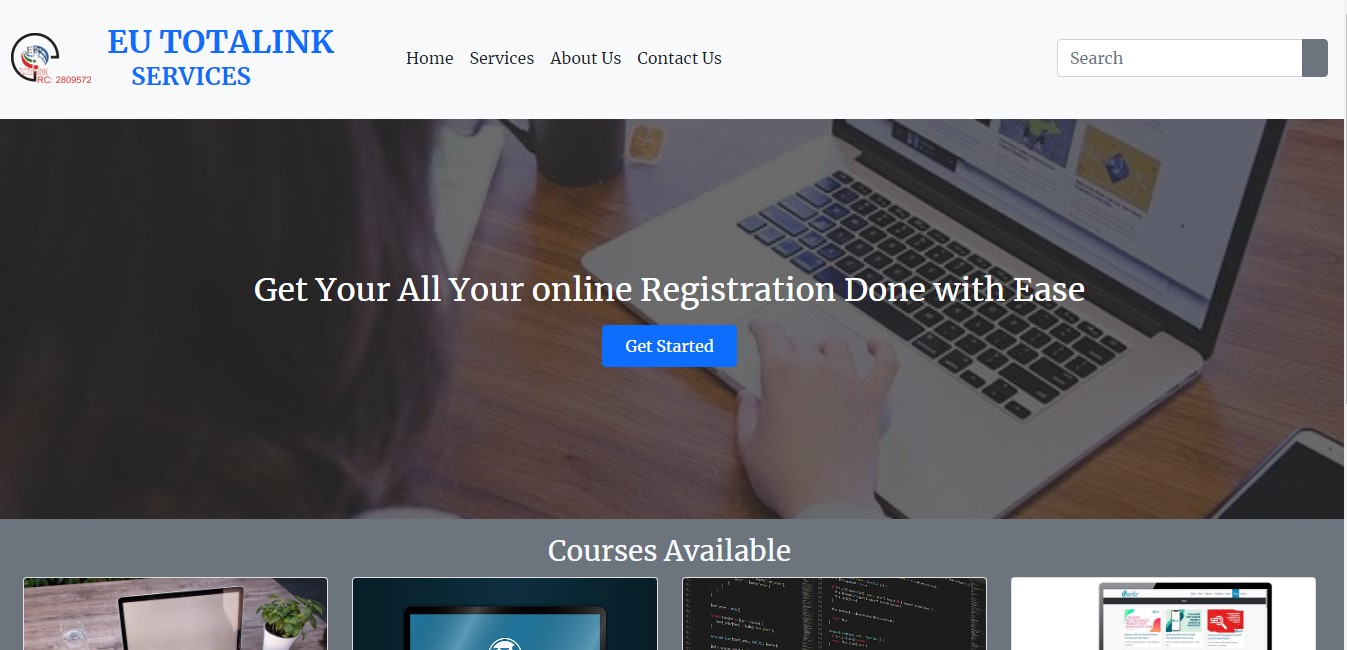 EU TOTALINK
SERVICES
RC: 2809572
Home Services About Us Contact Us
Search
Get Your All Your online Registration Done with Ease
Get Started
Courses Available